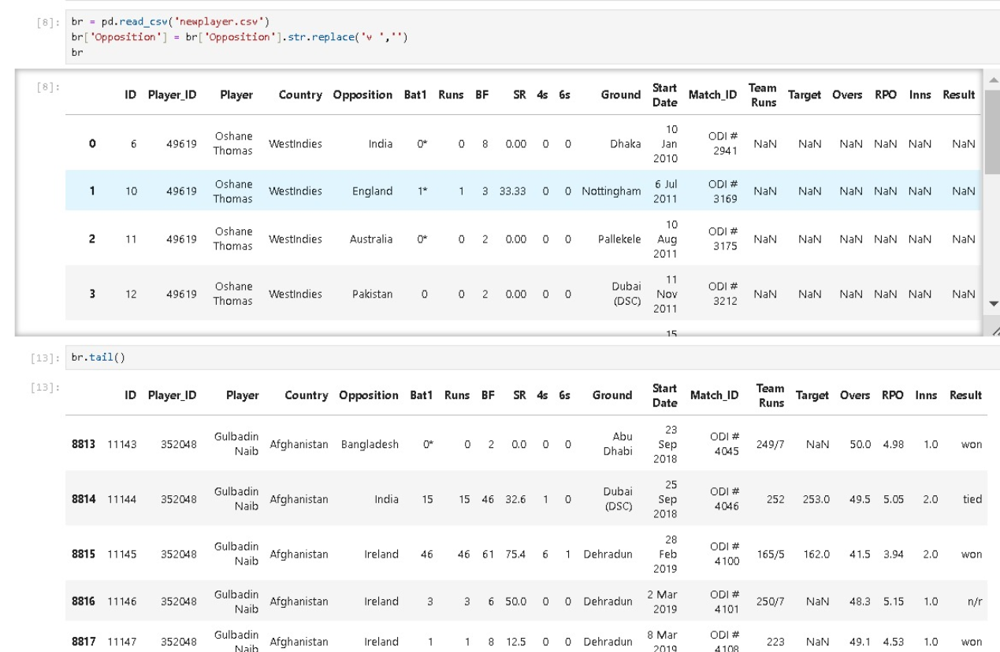 [8]: br = pd.read_csv('newplayer.csv')
br['Opposition'] = br['Opposition'].str.replace('v ','')
br
[8]: ID Player_ID Player Country Opposition Bat1 Runs BF SR 4s 6s Ground Start Date Match_ID Team Runs Target Overs RPO Inns Result
0 6 49619 Oshane Thomas WestIndies India 0* 0 8 0.00 0 0 Dhaka 10 Jan 2010 ODI # 2941 NaN NaN NaN NaN NaN NaN
1 10 49619 Oshane Thomas WestIndies England 1* 1 3 33.33 0 0 Nottingham 6 Jul 2011 ODI # 3169 NaN NaN NaN NaN NaN NaN
2 11 49619 Oshane Thomas WestIndies Australia 0* 0 2 0.00 0 0 Pallekele 10 Aug 2011 ODI # 3175 NaN NaN NaN NaN NaN NaN
3 12 49619 Oshane Thomas WestIndies Pakistan 0 0 2 0.00 0 0 Dubai (DSC) 11 Nov 2011 ODI # 3212 NaN NaN NaN NaN NaN NaN
15
[13]: br.tail()
[13]: ID Player_ID Player Country Opposition Bat1 Runs BF SR 4s 6s Ground Start Date Match_ID Team Runs Target Overs RPO Inns Result
8813 11143 352048 Gulbadin Naib Afghanistan Bangladesh 0* 0 2 0.0 0 0 Abu Dhabi 23 Sep 2018 ODI # 4045 249/7 NaN 50.0 4.98 1.0 won
8814 11144 352048 Gulbadin Naib Afghanistan India 15 15 46 32.6 1 0 Dubai (DSC) 25 Sep 2018 ODI # 4046 252 253.0 49.5 5.05 2.0 tied
8815 11145 352048 Gulbadin Naib Afghanistan Ireland 46 46 61 75.4 6 1 Dehradun 28 Feb 2019 ODI # 4100 165/5 162.0 41.5 3.94 2.0 won
8816 11146 352048 Gulbadin Naib Afghanistan Ireland 3 3 6 50.0 0 0 Dehradun 2 Mar 2019 ODI # 4101 250/7 NaN 48.3 5.15 1.0 n/r
8817 11147 352048 Gulbadin Naib Afghanistan Ireland 1 1 8 12.5 0 0 Dehradun 8 Mar 2019 ODI # 4108 223 NaN 49.1 4.53 1.0 won